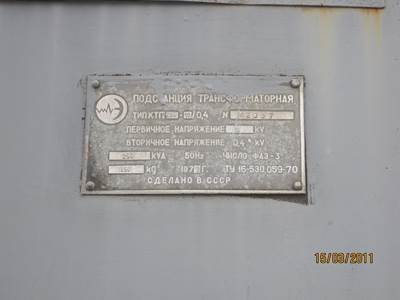 ПОДСТАНЦИЯ ТРАНСФОРМАТОРНАЯ
ТИП КТП /0,4 N
ПЕРВИЧНОЕ НАПРЯЖЕНИЕ kV
ВТОРИЧНОЕ НАПРЯЖЕНИЕ 0,4 kV
kVA 50Hz ЧИСЛО ФАЗ-3
kG 197 Г. ТУ 16-530.059-70
СДЕЛАНО В СССР
15/03/2011